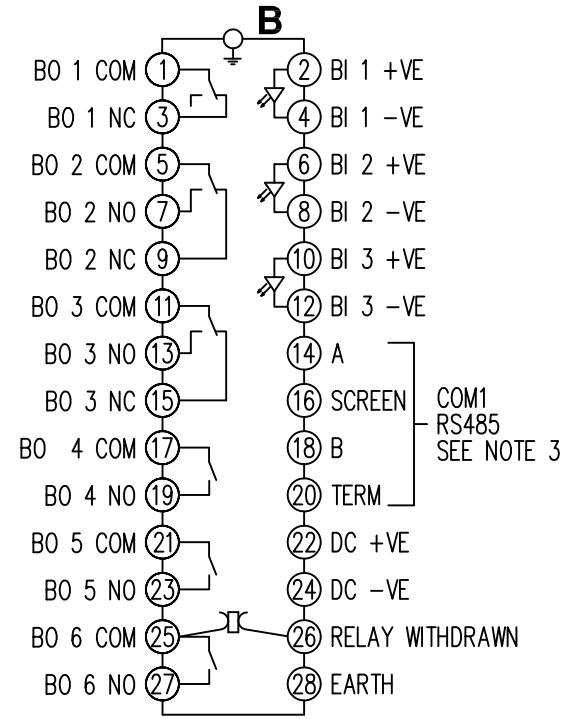 B
BO 1 COM 1 2 BI 1 +VE
BO 1 NC 3 4 BI 1 -VE
BO 2 COM 5 6 BI 2 +VE
BO 2 NO 7 8 BI 2 -VE
BO 2 NC 9 10 BI 3 +VE
BO 3 COM 11 12 BI 3 -VE
BO 3 NO 13 14 A
BO 3 NC 15 16 SCREEN
COM1
RS485
SEE NOTE 3
BO 4 COM 17 18 B
BO 4 NO 19 20 TERM
BO 5 COM 21 22 DC +VE
BO 5 NO 23 24 DC -VE
BO 6 COM 25 26 RELAY WITHDRAWN
BO 6 NO 27 28 EARTH